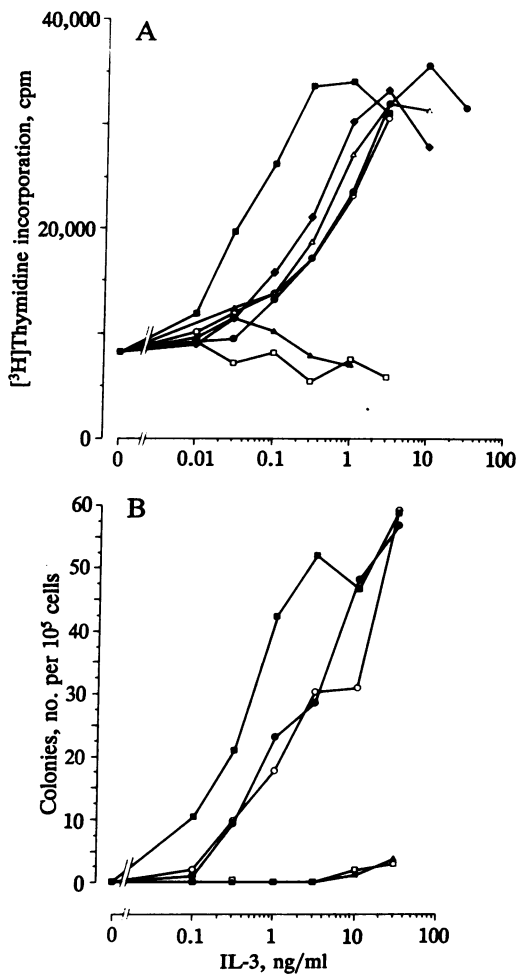 40,000
A
[³H]Thymidine incorporation, cpm
20,000
0
0 0.01 0.1 1 10 100
60
B
50
Colonies, no. per 10⁵ cells
40
30
20
10
0
0 0.1 1 10 100
IL-3, ng/ml